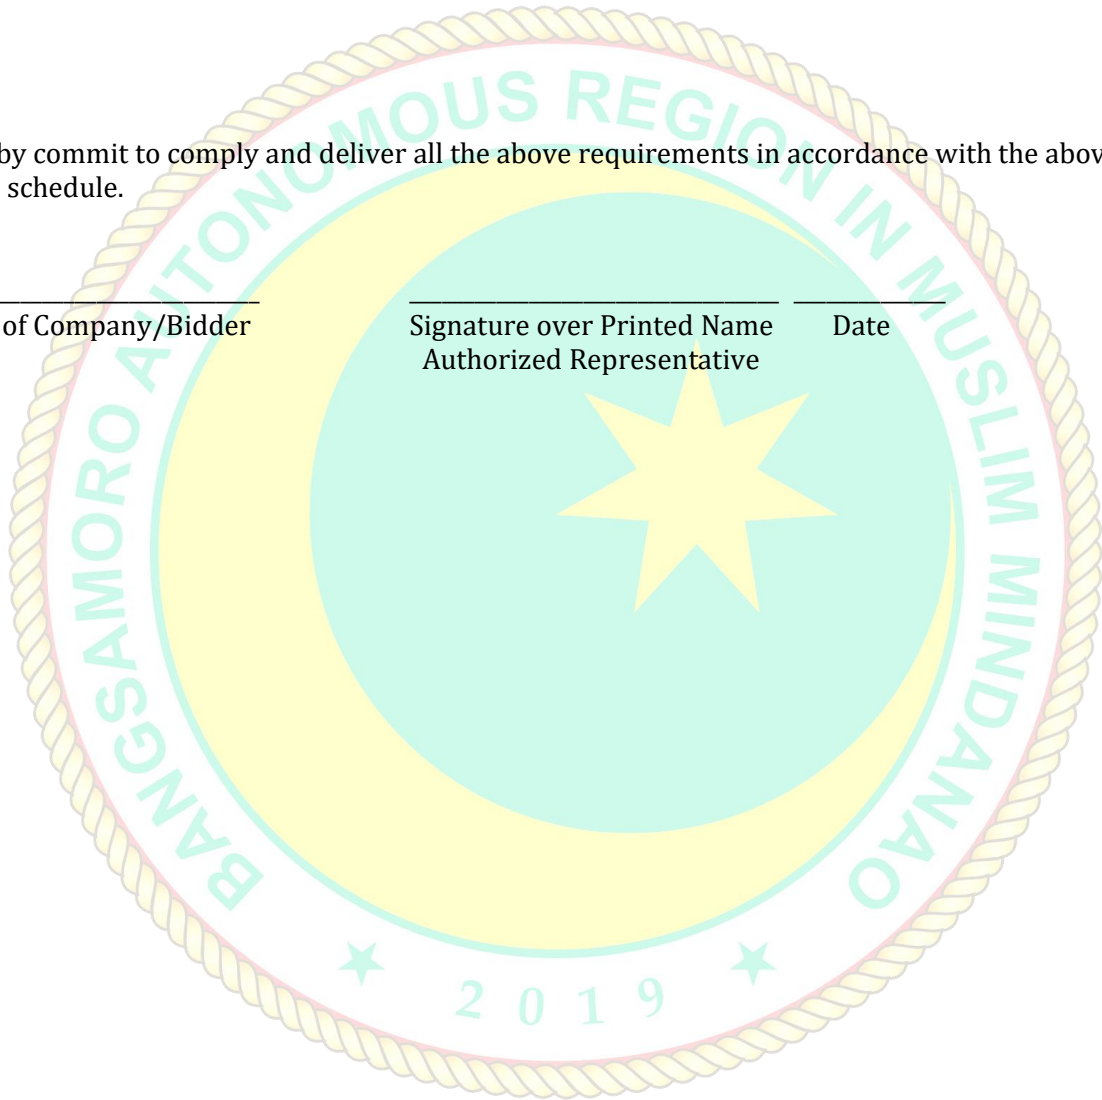 by commit to comply and deliver all the above requirements in accordance with the abov
schedule.
of Company/Bidder Signature over Printed Name Date
Authorized Representative
BANGSAMORO AUTONOMOUS REGION IN MUSLIM MINDANAO
2019